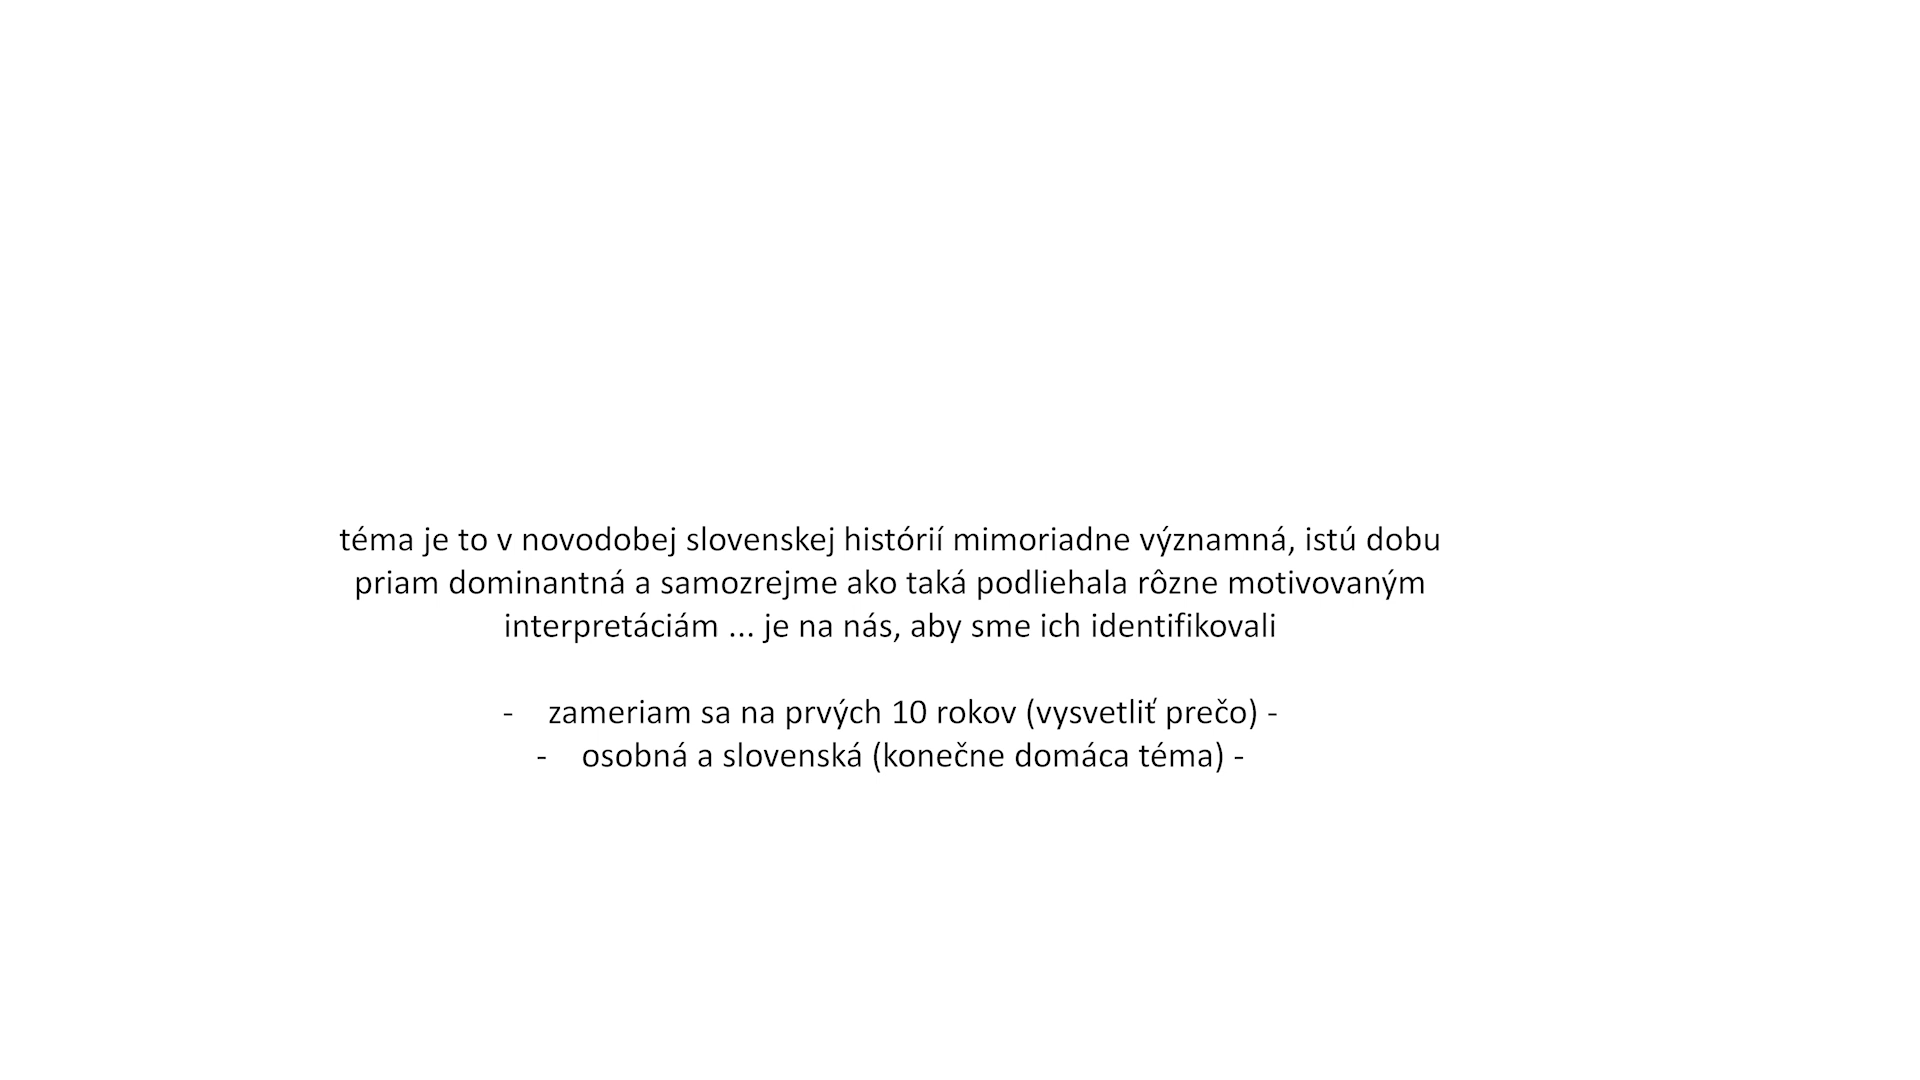 téma je to v novodobej slovenskej histórií mimoriadne významná, istú dobu
priam dominantná a samozrejme ako taká podliehala rôzne motivovaným
interpretáciám ... je na nás, aby sme ich identifikovali
- zameriam sa na prvých 10 rokov (vysvetliť prečo) -
- osobná a slovenská (konečne domáca téma) -